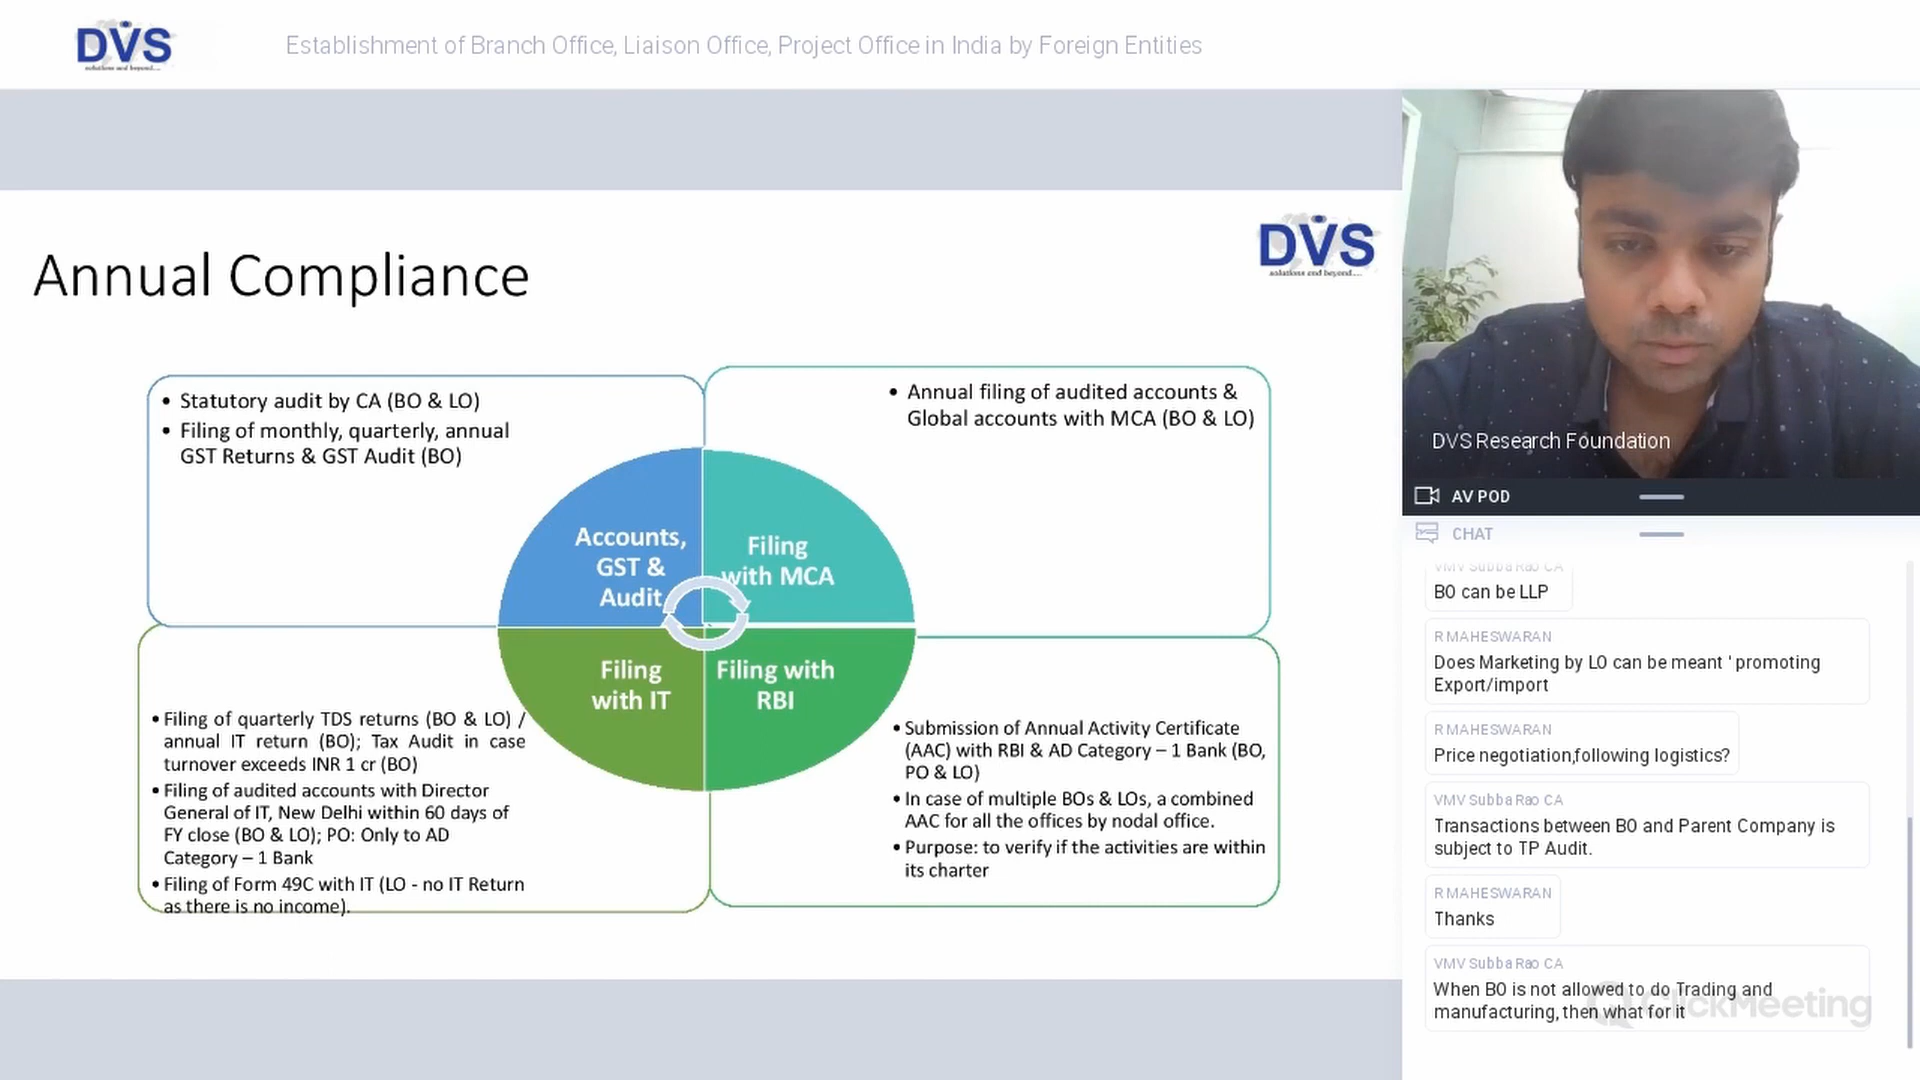 DVS
solutions and beyond....
Establishment of Branch Office, Liaison Office, Project Office in India by Foreign Entities
DVS
solutions and beyond....
Annual Compliance
• Statutory audit by CA (BO & LO)
• Filing of monthly, quarterly, annual
GST Returns & GST Audit (BO)
• Annual filing of audited accounts &
Global accounts with MCA (BO & LO)
Accounts,
GST &
Audit
Filing
with MCA
Filing
with IT
Filing with
RBI
• Filing of quarterly TDS returns (BO & LO) /
annual IT return (BO); Tax Audit in case
turnover exceeds INR 1 cr (BO)
• Filing of audited accounts with Director
General of IT, New Delhi within 60 days of
FY close (BO & LO); PO: Only to AD
Category – 1 Bank
• Filing of Form 49C with IT (LO - no IT Return
as there is no income).
• Submission of Annual Activity Certificate
(AAC) with RBI & AD Category – 1 Bank (BO,
PO & LO)
• In case of multiple BOs & LOs, a combined
AAC for all the offices by nodal office.
• Purpose: to verify if the activities are within
its charter
DVS Research Foundation
AV POD
CHAT
VMV Subba Rao CA
BO can be LLP
R MAHESWARAN
Does Marketing by LO can be meant ' promoting
Export/import
R MAHESWARAN
Price negotiation,following logistics?
VMV Subba Rao CA
Transactions between BO and Parent Company is
subject to TP Audit.
R MAHESWARAN
Thanks
VMV Subba Rao CA
When BO is not allowed to do Trading and
manufacturing, then what for it
ClickMeeting